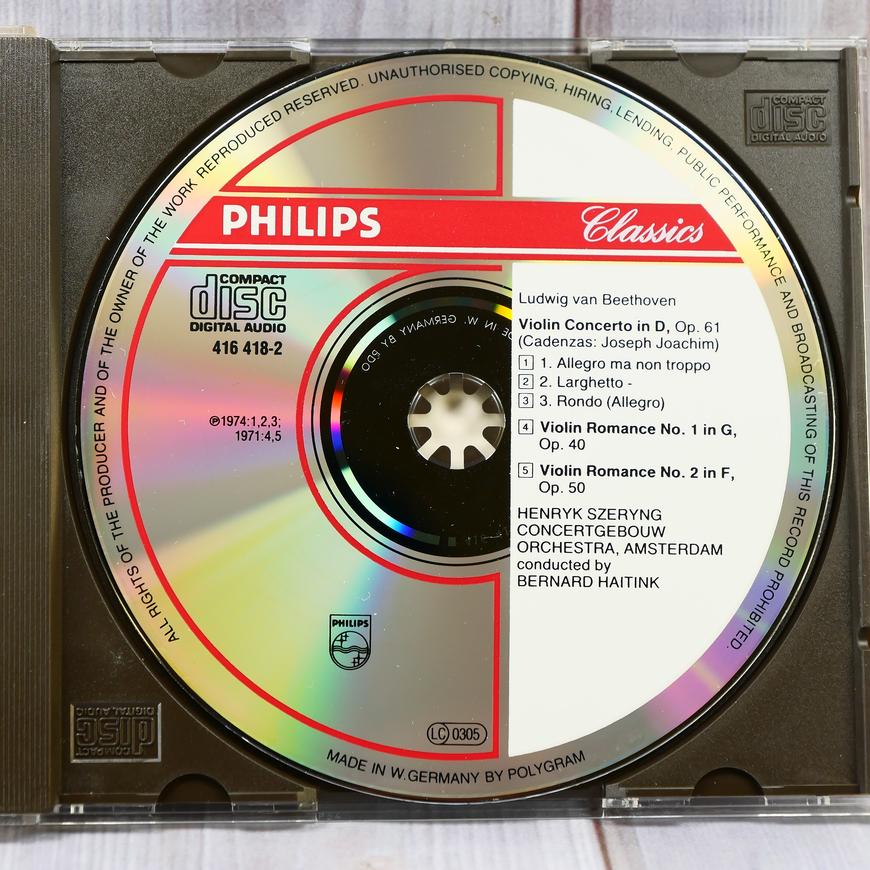 ALL RIGHTS OF THE PRODUCER AND OF THE OWNER OF THE WORK REPRODUCED RESERVED. UNAUTHORISED COPYING, HIRING, LENDING, PUBLIC PERFORMANCE AND BROADCASTING OF THIS RECORD PROHIBITED.
COMPACT
disc
DIGITAL AUDIO
PHILIPS Classics
COMPACT
disc
DIGITAL AUDIO
416 418-2
℗1974:1,2,3;
1971:4,5
DE IN W. GERMANY BY PDO
Ludwig van Beethoven
Violin Concerto in D, Op. 61
(Cadenzas: Joseph Joachim)
1 1. Allegro ma non troppo
2 2. Larghetto -
3 3. Rondo (Allegro)
4 Violin Romance No. 1 in G,
Op. 40
5 Violin Romance No. 2 in F,
Op. 50
HENRYK SZERYNG
CONCERTGEBOUW
ORCHESTRA, AMSTERDAM
conducted by
BERNARD HAITINK
PHILIPS
LC 0305
MADE IN W. GERMANY BY POLYGRAM
COMPACT
disc
DIGITAL AUDIO